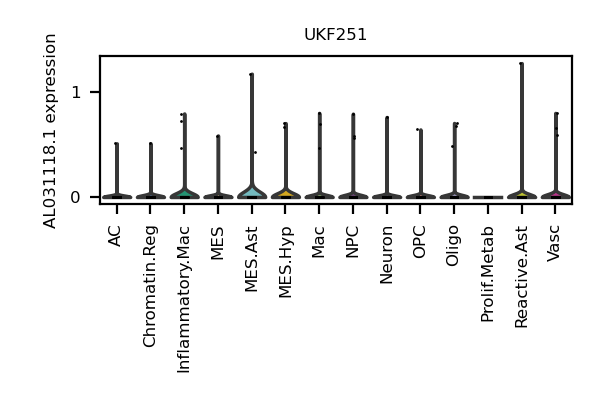 UKF251
AL031118.1 expression
1
0
AC
Chromatin.Reg
Inflammatory.Mac
MES
MES.Ast
MES.Hyp
Mac
NPC
Neuron
OPC
Oligo
Prolif.Metab
Reactive.Ast
Vasc